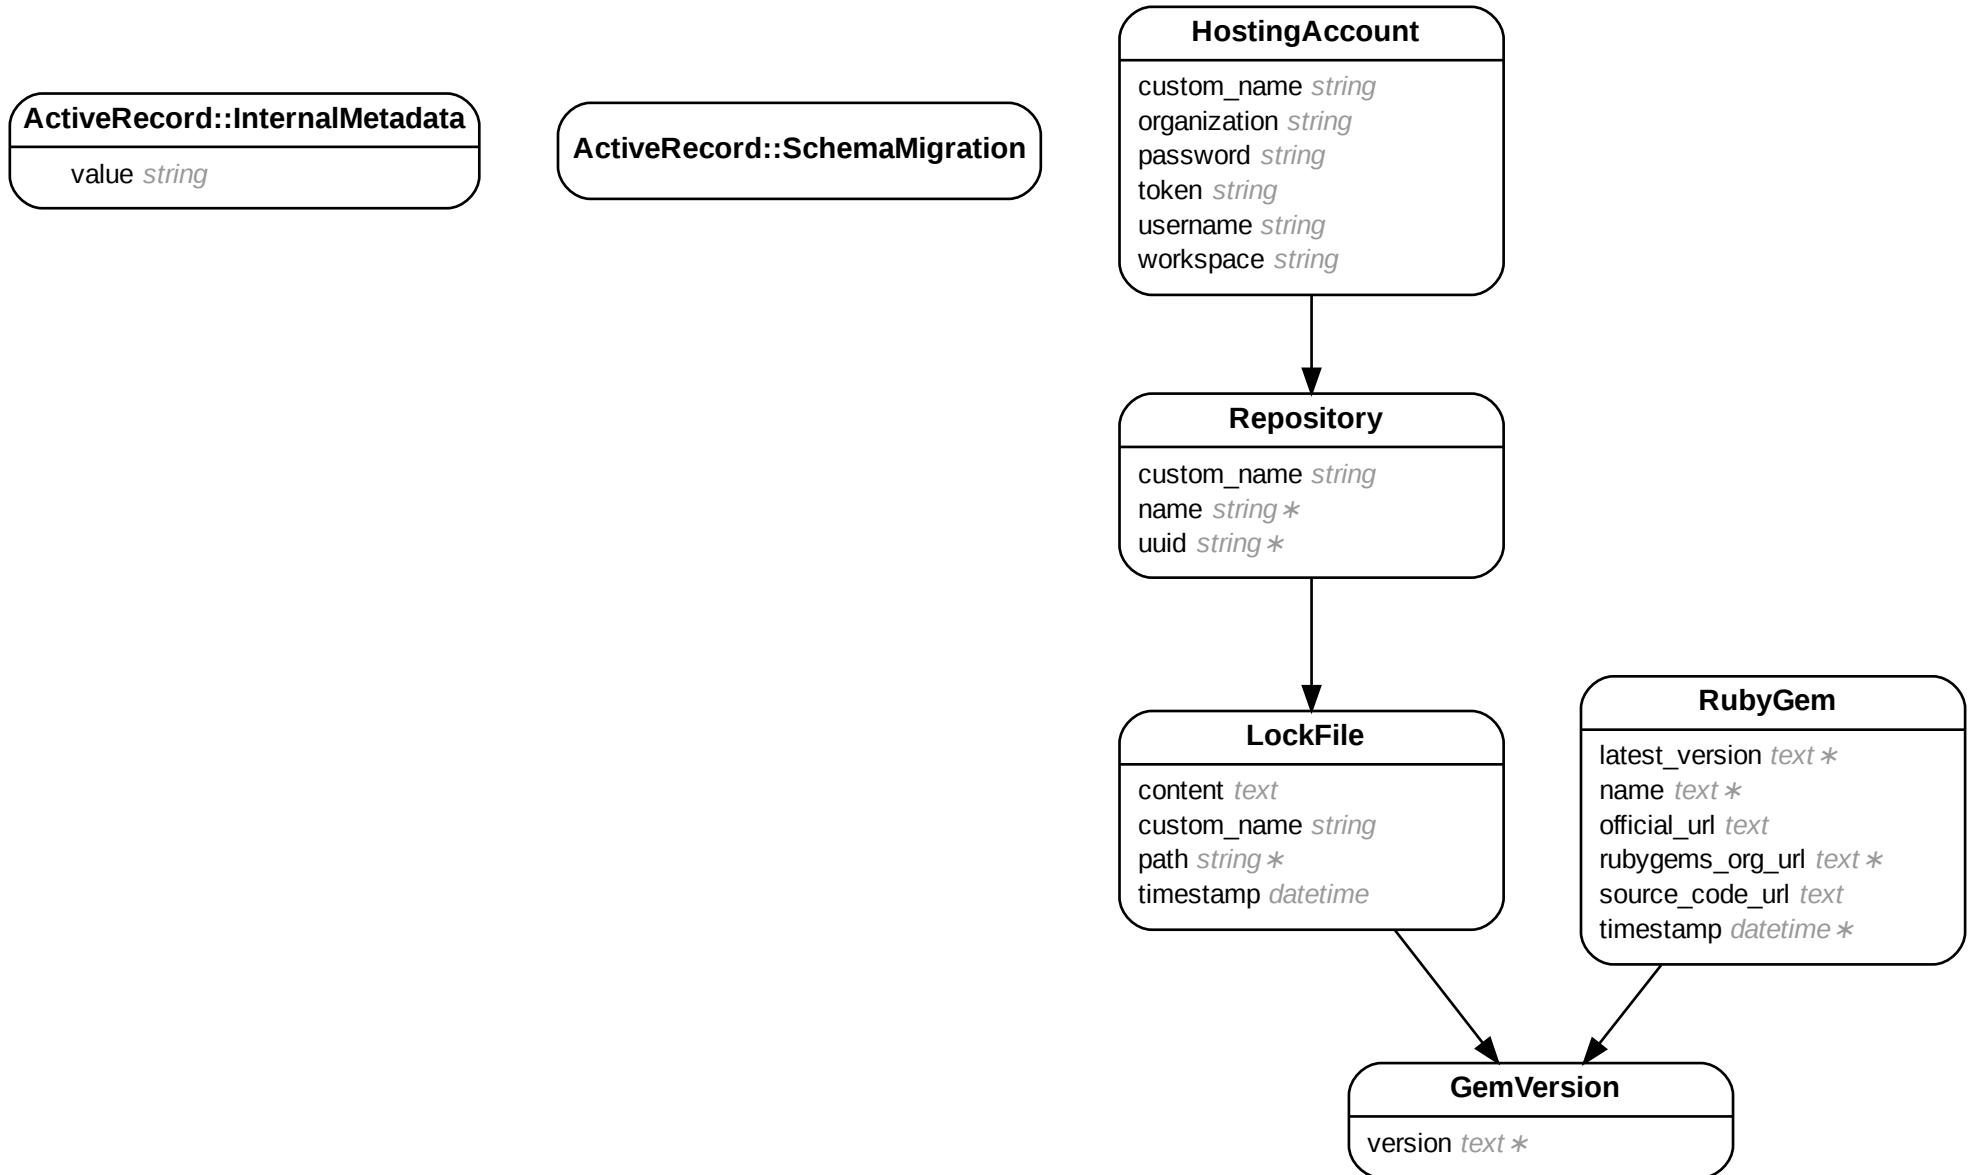 ActiveRecord::InternalMetadata
value string
ActiveRecord::SchemaMigration
HostingAccount
custom_name string
organization string
password string
token string
username string
workspace string
Repository
custom_name string
name string ∗
uuid string ∗
LockFile
content text
custom_name string
path string ∗
timestamp datetime
RubyGem
latest_version text ∗
name text ∗
official_url text
rubygems_org_url text ∗
source_code_url text
timestamp datetime ∗
GemVersion
version text ∗